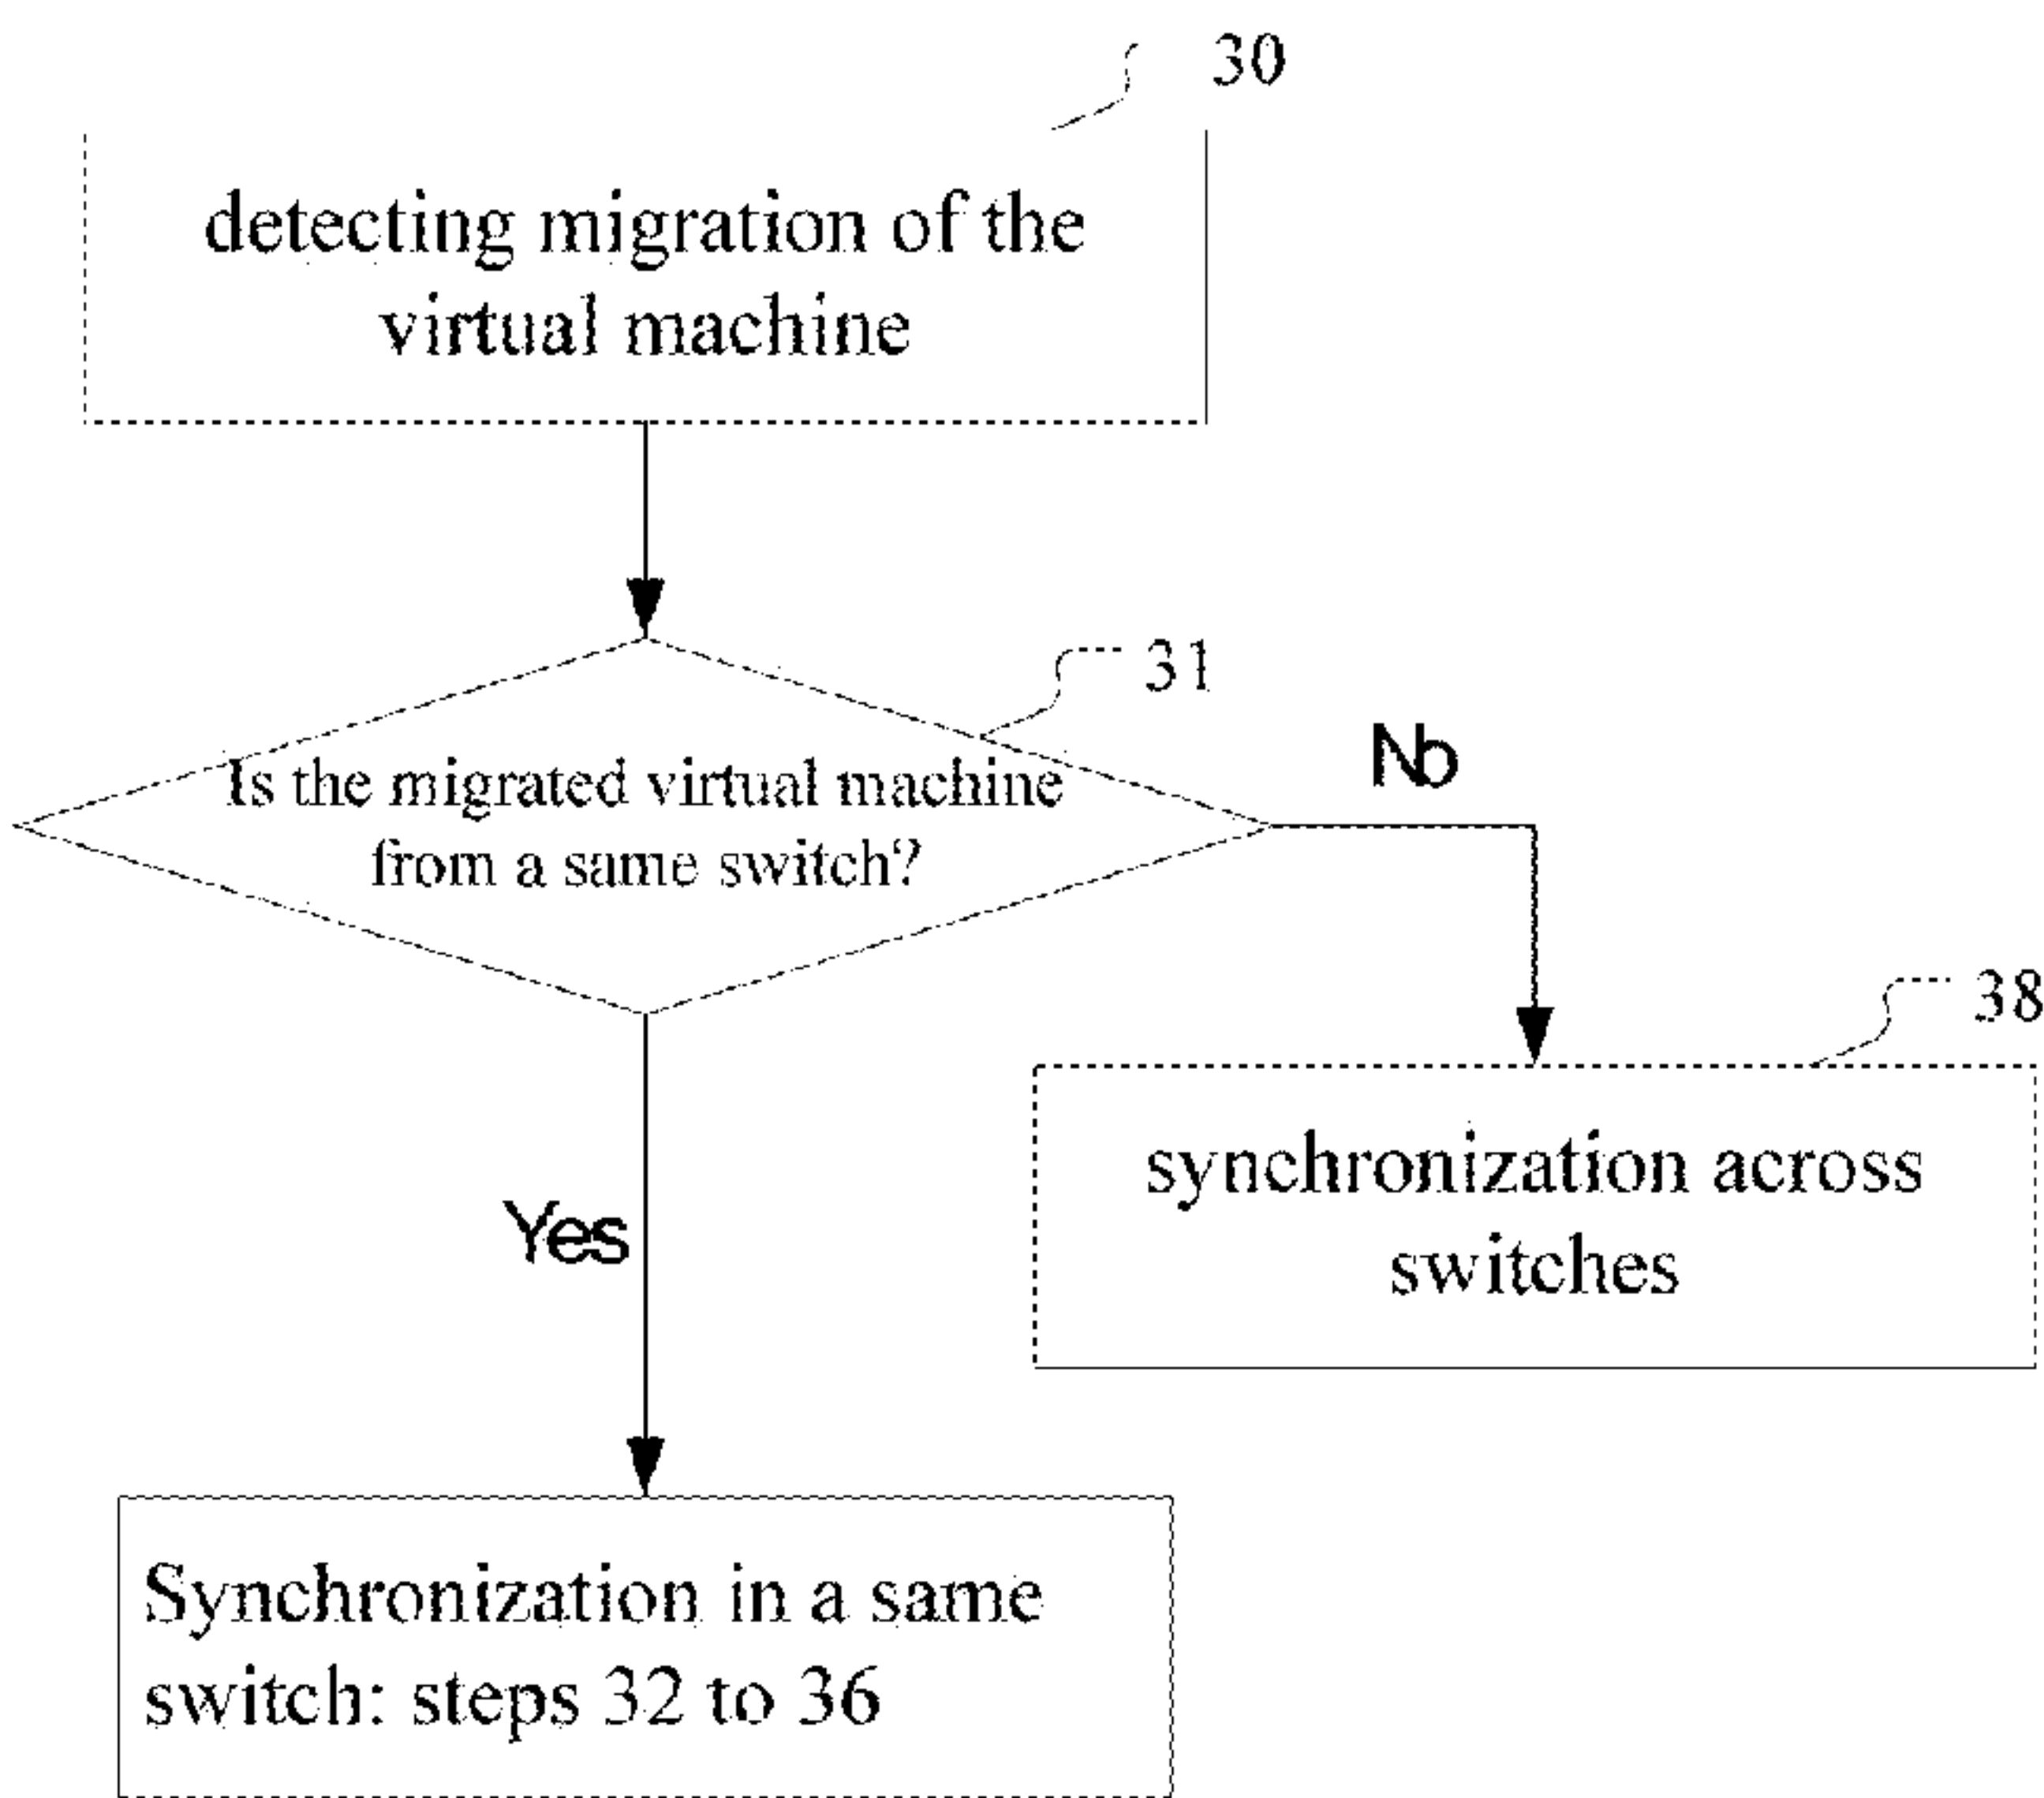 30
detecting migration of the
virtual machine
31
Is the migrated virtual machine
from a same switch?
No
38
synchronization across
switches
Yes
Synchronization in a same
switch: steps 32 to 36